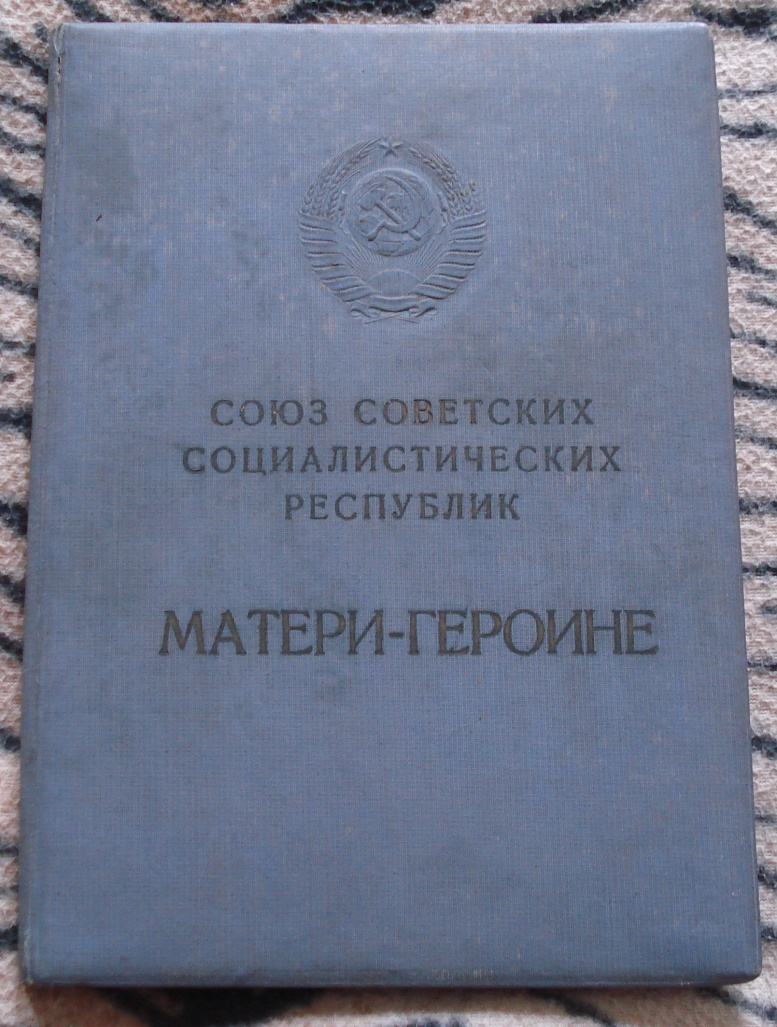 СОЮЗ СОВЕТСКИХ
СОЦИАЛИСТИЧЕСКИХ
РЕСПУБЛИК
МАТЕРИ-ГЕРОИНЕ